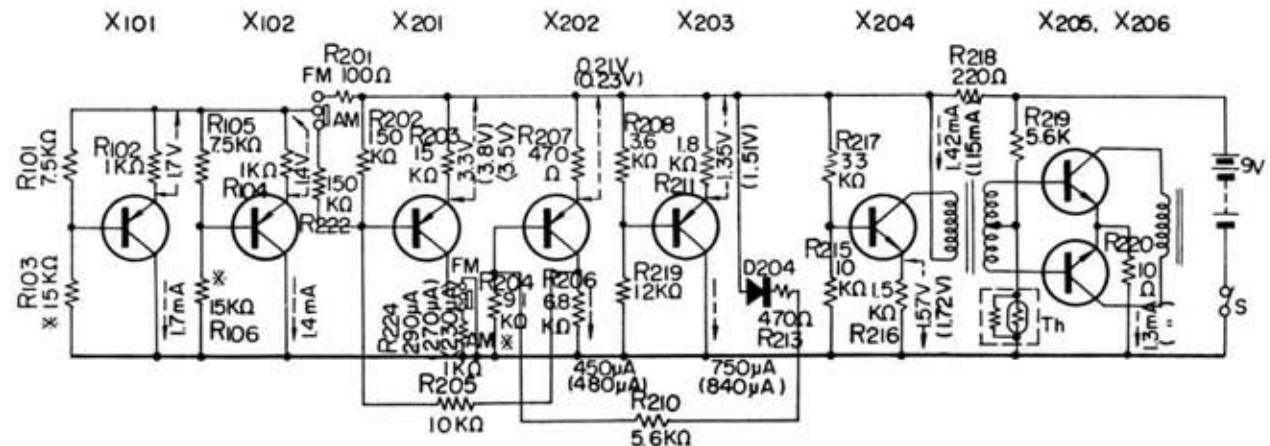 X101 X102 X201 X202 X203 X204 X205, X206
R201
FM 100Ω
AM
R218
220Ω
0.21V
(0.23V)
R101
7.5KΩ
R102
1KΩ
1.7V
R105
7.5KΩ
1KΩ
R104
1.4V
150
KΩ
R222
R202
150
KΩ
R203
15
KΩ
3.3V
(3.8V)
(3.5V)
R207
470
Ω
R208
3.6
KΩ
1.8
KΩ
R211
1.35V
(1.51V)
R217
33
KΩ
1.42mA
(1.15mA)
R219
5.6K
9V
S
R103
※15KΩ
1.7mA
※
15KΩ
R106
1.4mA
FM
AM
R224
290μA
(270μA)
(230μA)
1KΩ
R204
9
KΩ
※
R206
6.8
KΩ
450μA
(480μA)
R219
12KΩ
750μA
(840μA)
D204
470Ω
R213
R215
10
KΩ
1.5
KΩ
R216
1.57V
(1.72V)
Th
R220
10
Ω
1.3mA
( " )
R205
10KΩ
R210
5.6KΩ